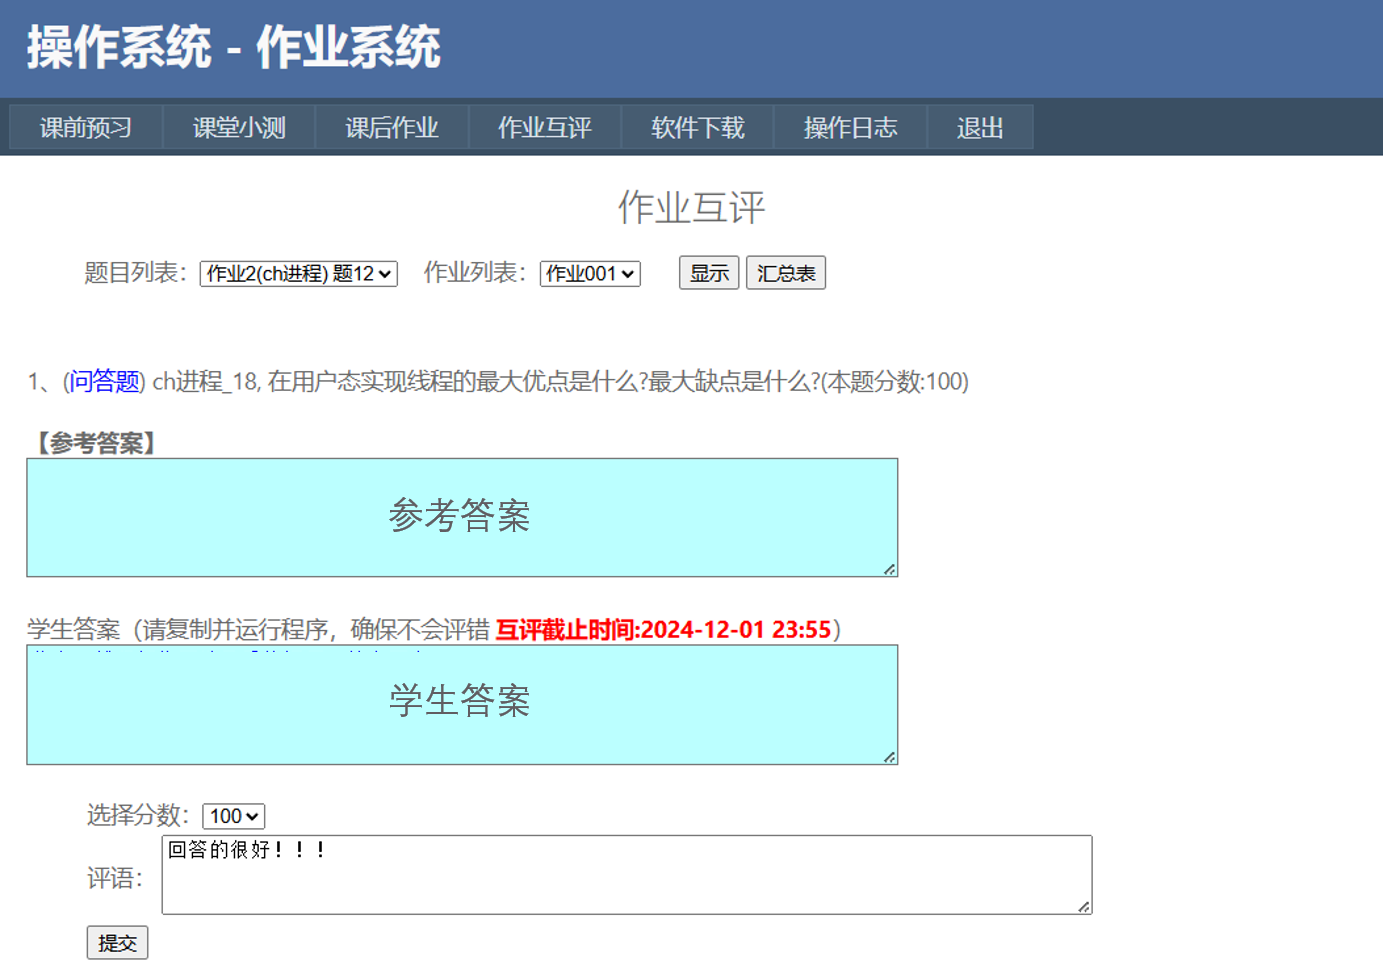 操作系统 - 作业系统
课前预习 课堂小测 课后作业 作业互评 软件下载 操作日志 退出
作业互评
题目列表： 作业2(ch进程) 题12 作业列表： 作业001 显示 汇总表
1、(问答题) ch进程_18, 在用户态实现线程的最大优点是什么?最大缺点是什么?(本题分数:100)
【参考答案】
参考答案
学生答案（请复制并运行程序，确保不会评错 互评截止时间:2024-12-01 23:55）
学生答案
选择分数： 100
回答的很好！！！
评语：
提交